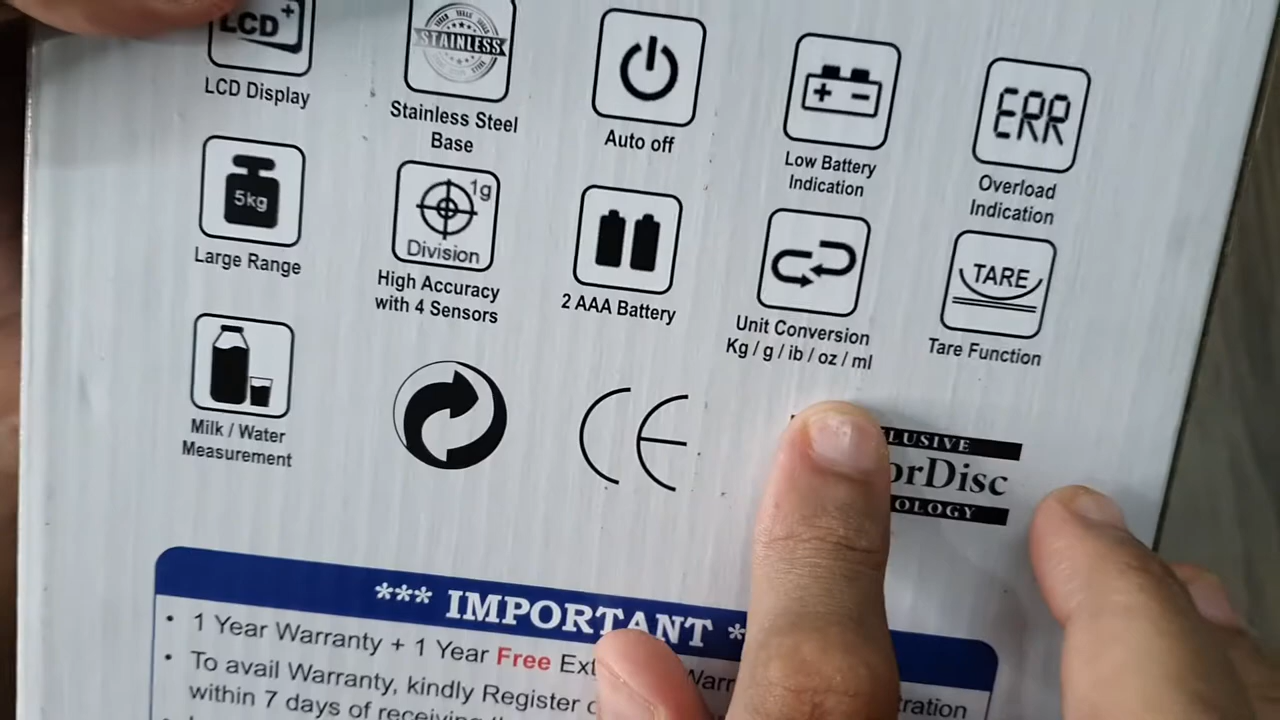 LCD+
LCD Display
STAINLESS
Stainless Steel
Base
Auto off
+ -
Low Battery
Indication
ERR
Overload
Indication
5kg
Large Range
1g
Division
High Accuracy
with 4 Sensors
2 AAA Battery
Unit Conversion
Kg / g / ib / oz / ml
TARE
Tare Function
Milk / Water
Measurement
CE
LUSIVE
orDisc
OLOGY
*** IMPORTANT *
• 1 Year Warranty + 1 Year Free Ext Warr
• To avail Warranty, kindly Register tration
within 7 days of receiving